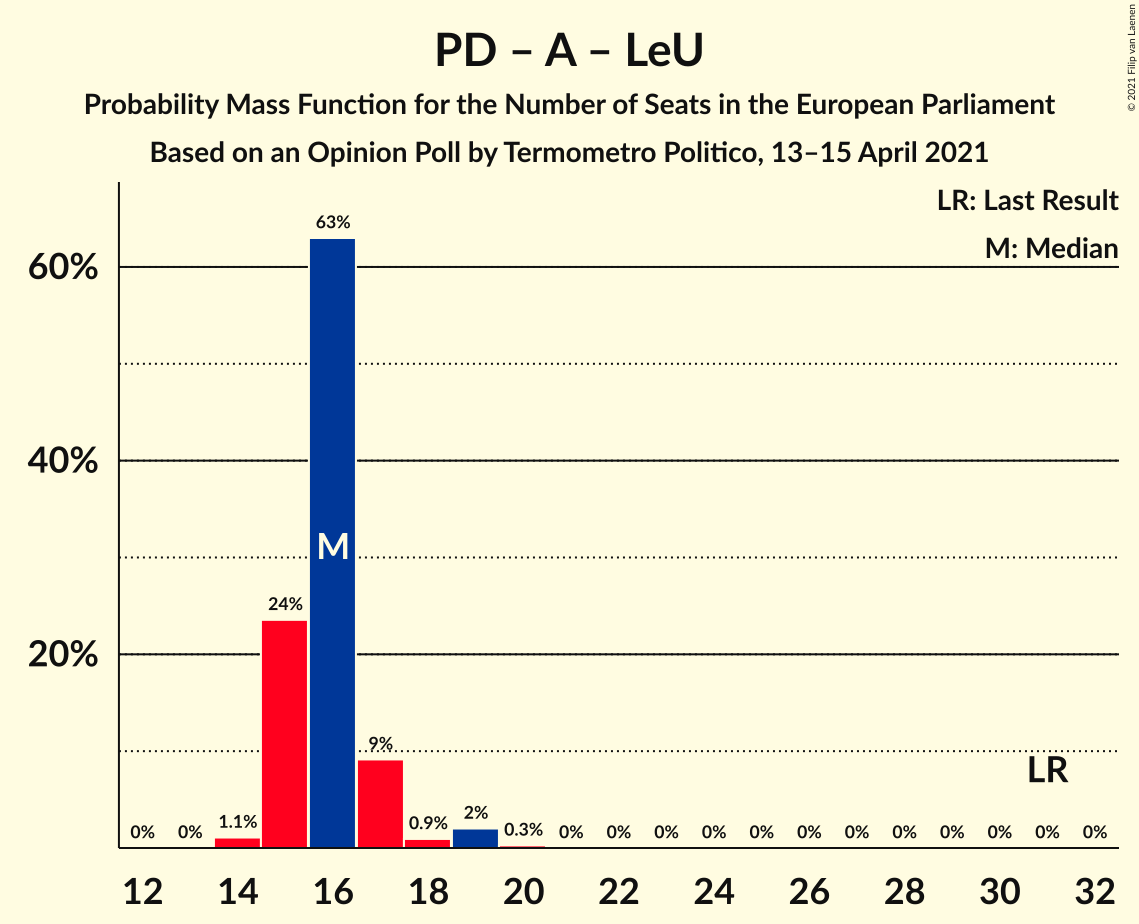 PD – A – LeU
Probability Mass Function for the Number of Seats in the European Parliament
Based on an Opinion Poll by Termometro Politico, 13–15 April 2021
© 2021 Filip van Laenen
LR: Last Result
M: Median
60%
40%
20%
0% 0% 1.1% 24% 63% 9% 0.9% 2% 0.3% 0% 0% 0% 0% 0% 0% 0% 0% 0% 0% 0% 0%
M
LR
12 14 16 18 20 22 24 26 28 30 32